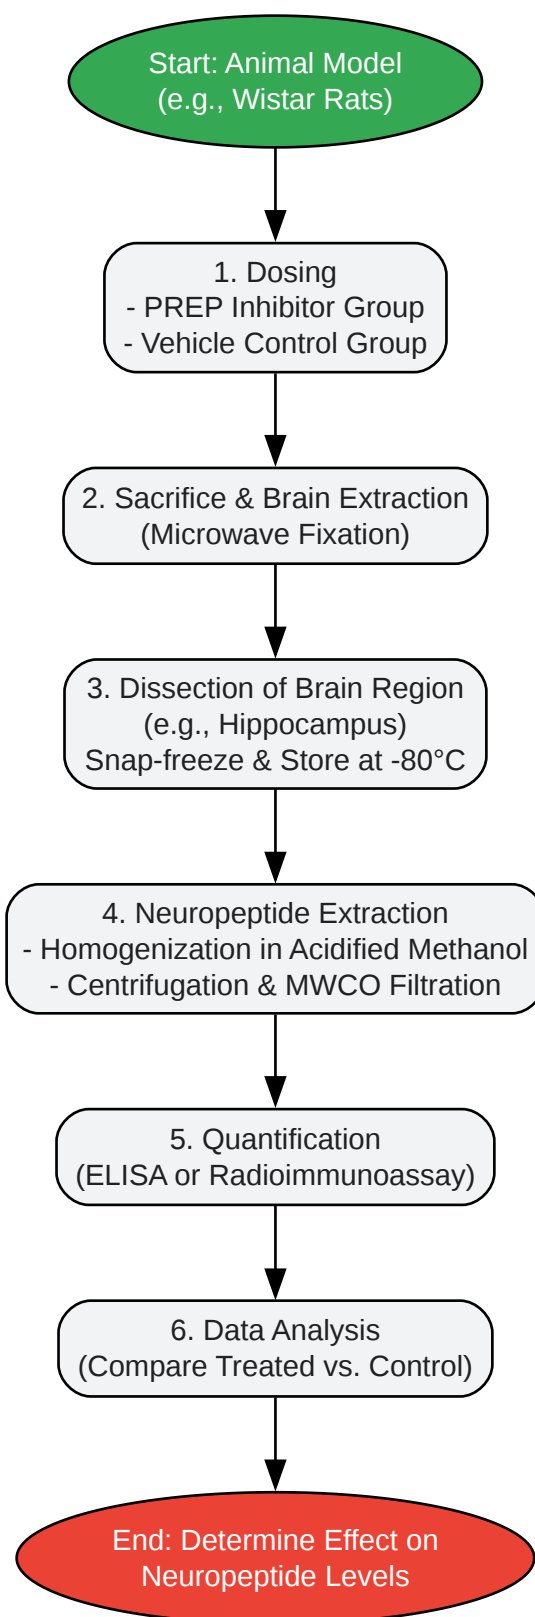 Start: Animal Model
(e.g., Wistar Rats)
1. Dosing
- PREP Inhibitor Group
- Vehicle Control Group
2. Sacrifice & Brain Extraction
(Microwave Fixation)
3. Dissection of Brain Region
(e.g., Hippocampus)
Snap-freeze & Store at -80°C
4. Neuropeptide Extraction
- Homogenization in Acidified Methanol
- Centrifugation & MWCO Filtration
5. Quantification
(ELISA or Radioimmunoassay)
6. Data Analysis
(Compare Treated vs. Control)
End: Determine Effect on
Neuropeptide Levels